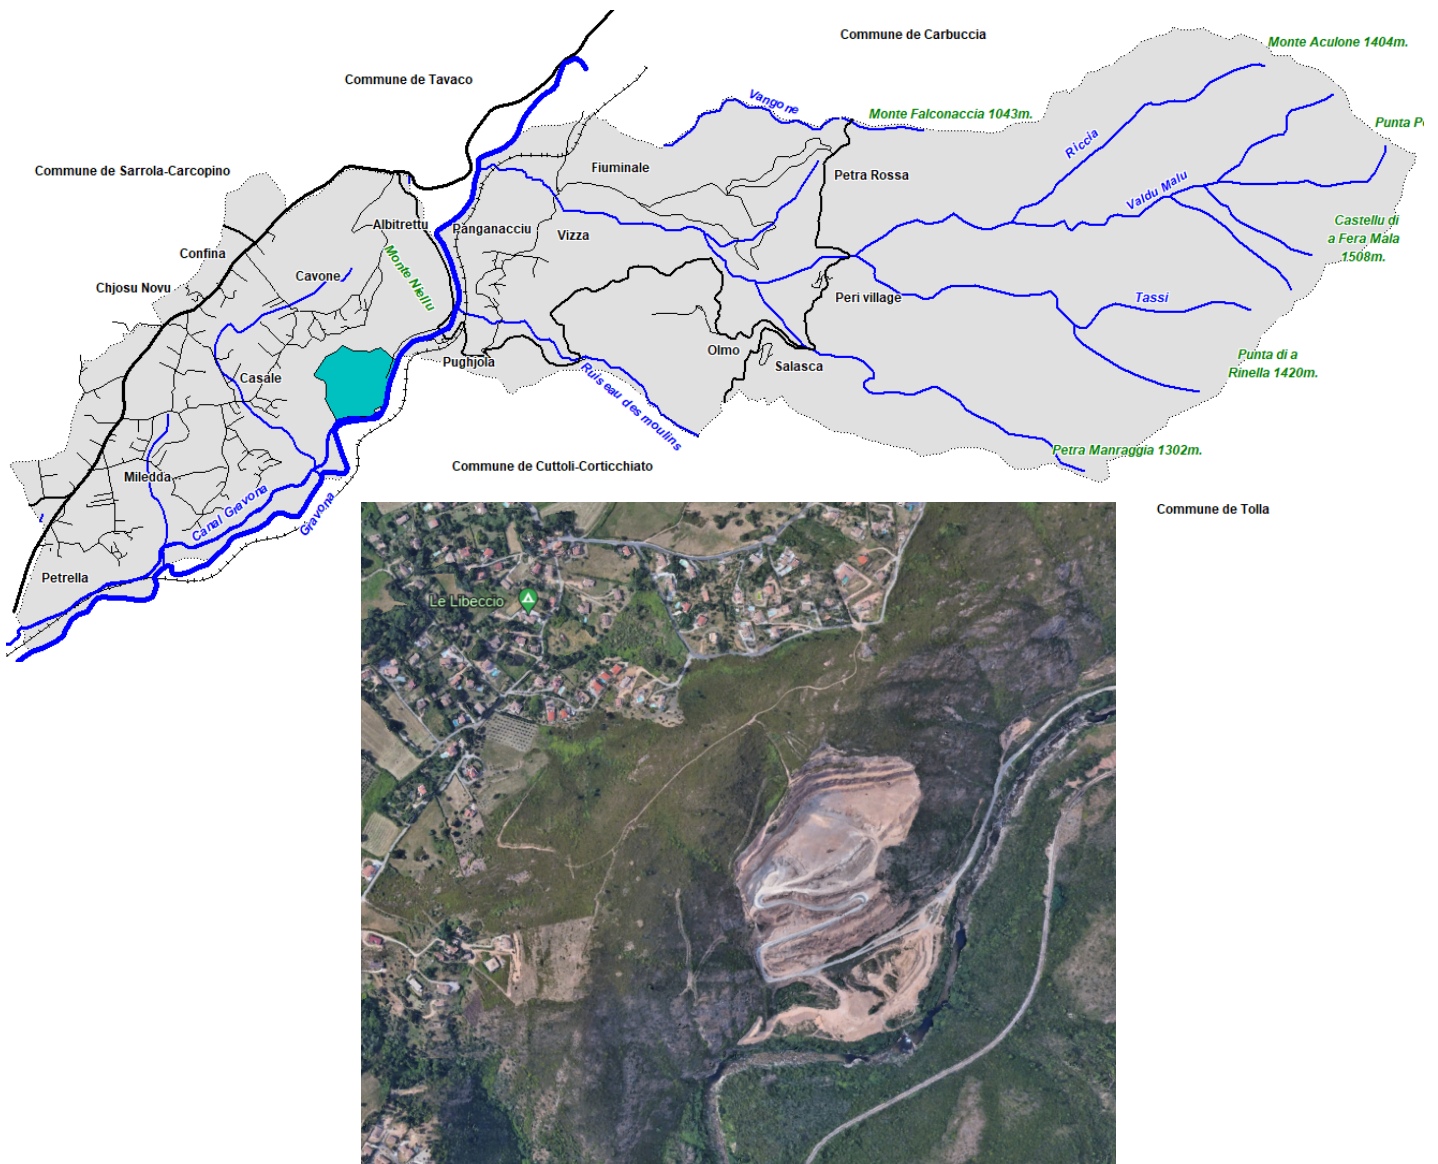 Commune de Carbuccia
Monte Aculone 1404m.
Commune de Tavaco
Vangone
Monte Falconaccia 1043m.
Punta P
Riccia
Commune de Sarrola-Carcopino
Fiuminale
Petra Rossa
Valdu Malu
Albitrettu
Panganacciu
Vizza
Castellu di
a Fera Mala
1508m.
Confina
Monte Niellu
Cavone
Chjosu Novu
Peri village
Tassi
Olmo
Pughjola
Salasca
Punta di a
Rinella 1420m.
Casale
Ruiseau des moulins
Petra Manraggia 1302m.
Commune de Cuttoli-Corticchiato
Miledda
Canal Gravona
Gravona
Commune de Tolla
Petrella
Le Libeccio